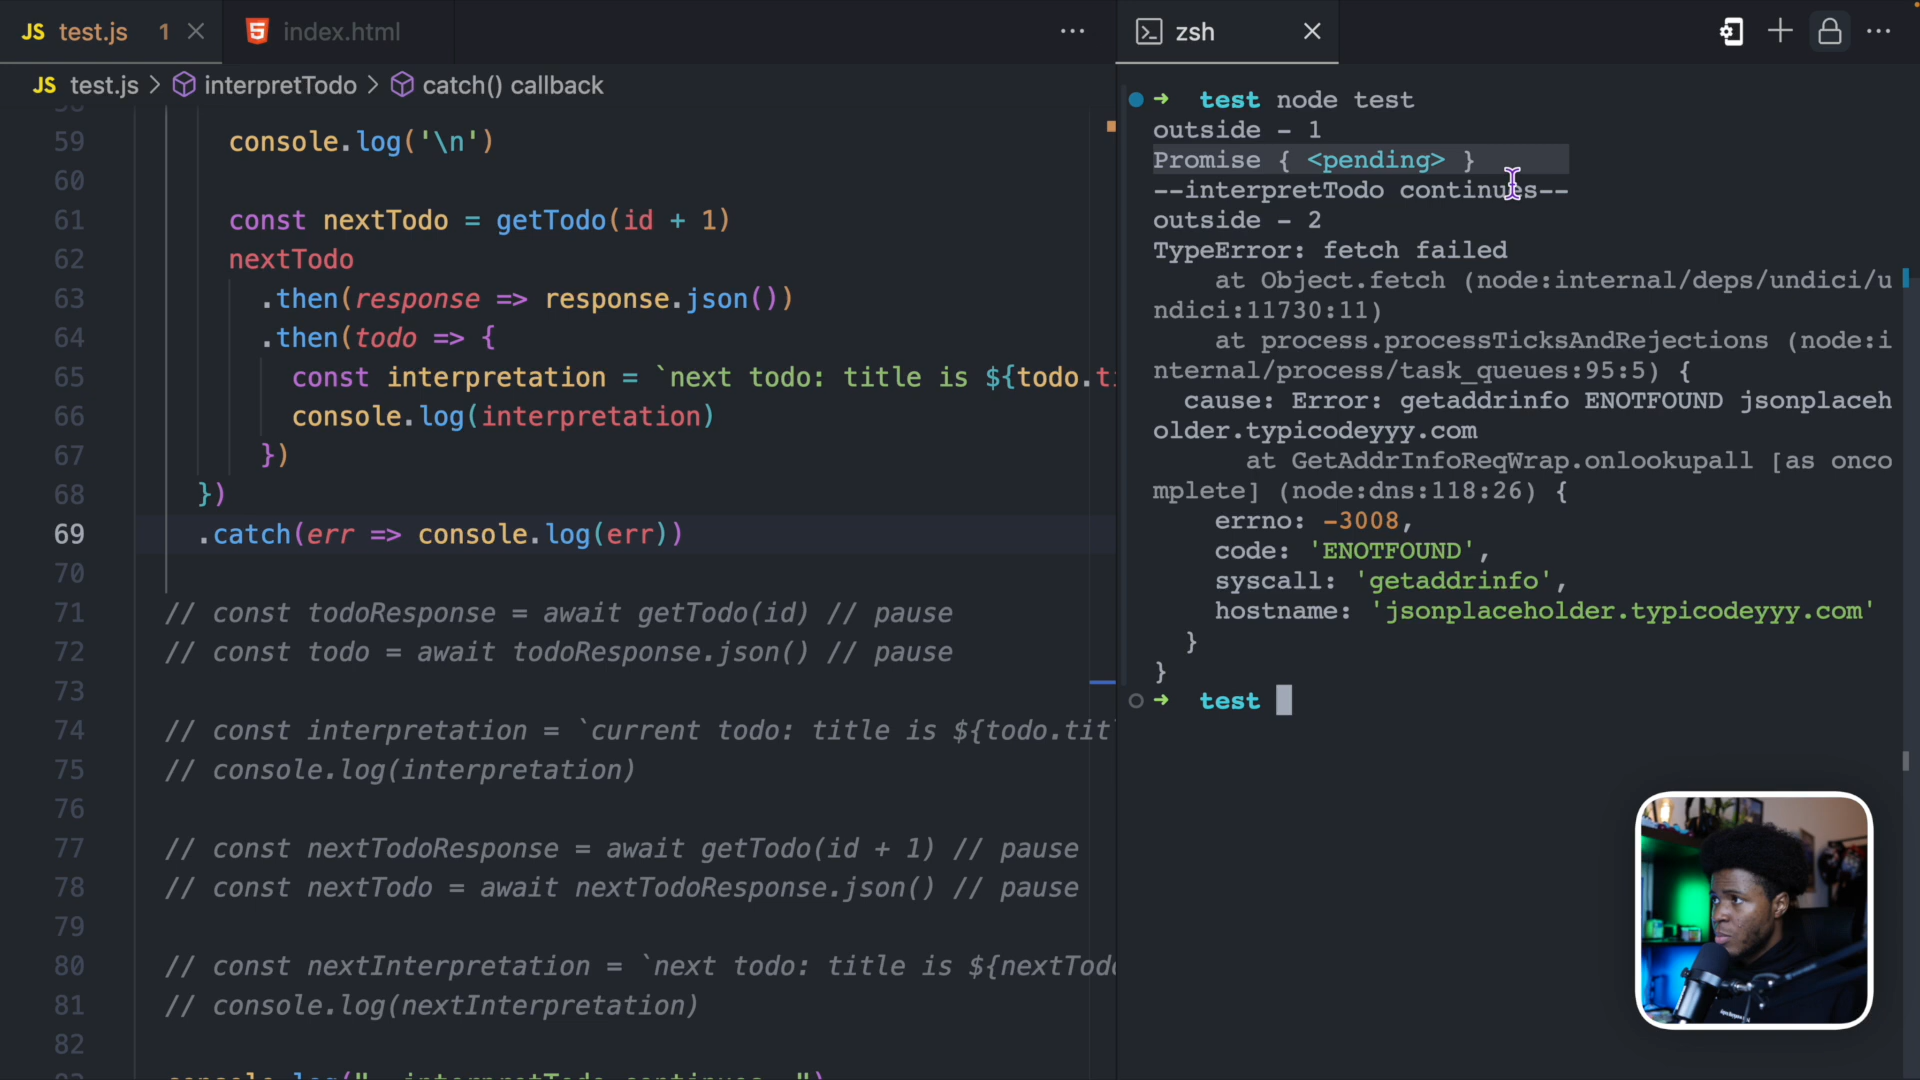 JS test.js 1
index.html
zsh
JS test.js > interpretTodo > catch() callback
59 console.log('\n')
60
61 const nextTodo = getTodo(id + 1)
62 nextTodo
63 .then(response => response.json())
64 .then(todo => {
65 const interpretation = `next todo: title is ${todo.t
66 console.log(interpretation)
67 })
68 })
69 .catch(err => console.log(err))
70
71 // const todoResponse = await getTodo(id) // pause
72 // const todo = await todoResponse.json() // pause
73
74 // const interpretation = `current todo: title is ${todo.tit
75 // console.log(interpretation)
76
77 // const nextTodoResponse = await getTodo(id + 1) // pause
78 // const nextTodo = await nextTodoResponse.json() // pause
79
80 // const nextInterpretation = `next todo: title is ${nextTod
81 // console.log(nextInterpretation)
82
➜ test node test
outside - 1
Promise { <pending> }
--interpretTodo continues--
outside - 2
TypeError: fetch failed
at Object.fetch (node:internal/deps/undici/u
ndici:11730:11)
at process.processTicksAndRejections (node:i
nternal/process/task_queues:95:5) {
cause: Error: getaddrinfo ENOTFOUND jsonplaceh
older.typicodeyyy.com
at GetAddrInfoReqWrap.onlookupall [as onco
mplete] (node:dns:118:26) {
errno: -3008,
code: 'ENOTFOUND',
syscall: 'getaddrinfo',
hostname: 'jsonplaceholder.typicodeyyy.com'
}
}
➜ test